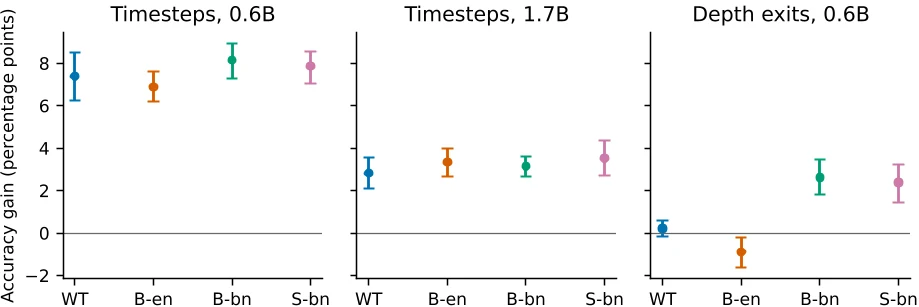 Timesteps, 0.6B
Timesteps, 1.7B
Depth exits, 0.6B
Accuracy gain (percentage points)
8
6
4
2
0
−2
WT B-en B-bn S-bn
WT B-en B-bn S-bn
WT B-en B-bn S-bn